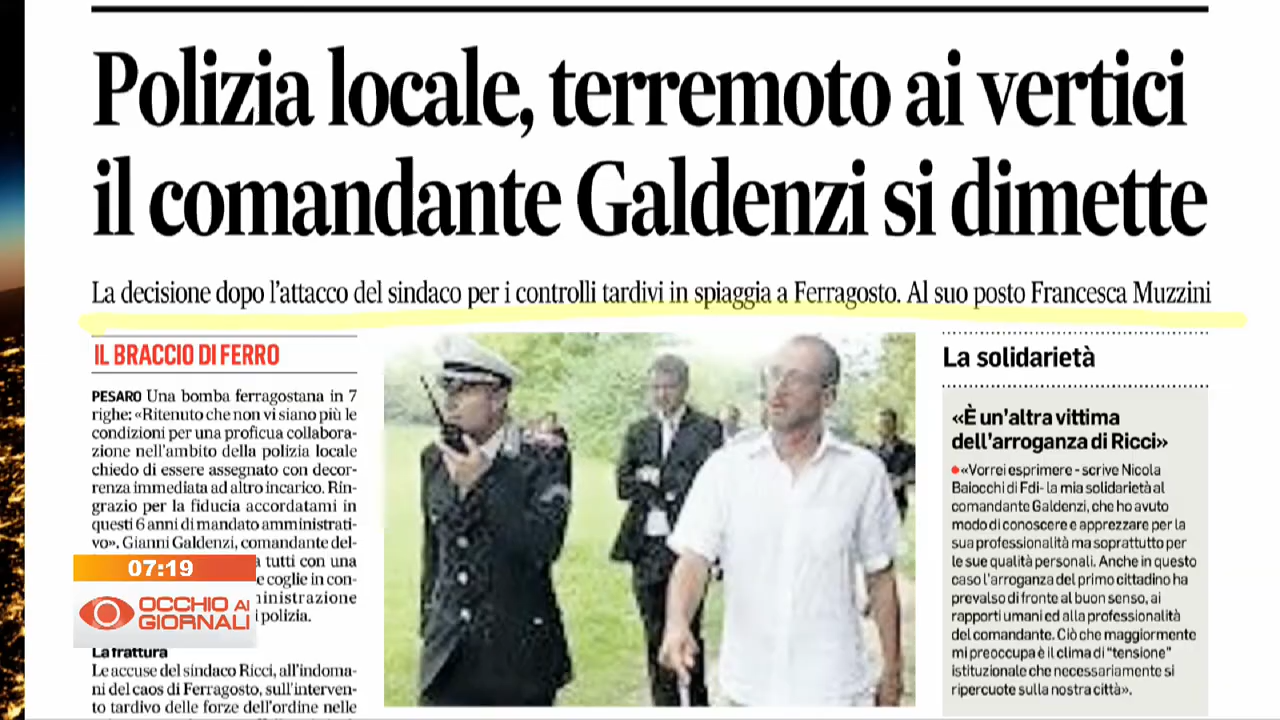 Polizia locale, terremoto ai vertici
il comandante Galdenzi si dimette
La decisione dopo l'attacco del sindaco per i controlli tardivi in spiaggia a Ferragosto. Al suo posto Francesca Muzzini
IL BRACCIO DI FERRO
PESARO Una bomba ferragostana in 7
righe: «Ritenuto che non vi siano più le
condizioni per una proficua collabora-
zione nell'ambito della polizia locale
chiedo di essere assegnato con decor-
renza immediata ad altro incarico. Rin-
grazio per la fiducia accordatami in
questi 6 anni di mandato amministrati-
vo». Gianni Galdenzi, comandante del-
a tutti con una
e coglie in con-
ministrazione
i polizia.
La frattura
Le accuse del sindaco Ricci, all'indoma-
ni del caos di Ferragosto, sull'interven-
to tardivo delle forze dell'ordine nelle
La solidarietà
«È un'altra vittima
dell'arroganza di Ricci»
«Vorrei esprimere - scrive Nicola
Baiocchi di Fdi- la mia solidarietà al
comandante Galdenzi, che ho avuto
modo di conoscere e apprezzare per la
sua professionalità ma soprattutto per
le sue qualità personali. Anche in questo
caso l'arroganza del primo cittadino ha
prevalso di fronte al buon senso, ai
rapporti umani ed alla professionalità
del comandante. Ciò che maggiormente
mi preoccupa è il clima di "tensione"
istituzionale che necessariamente si
ripercuote sulla nostra città».
07:19
OCCHIO AI
GIORNALI